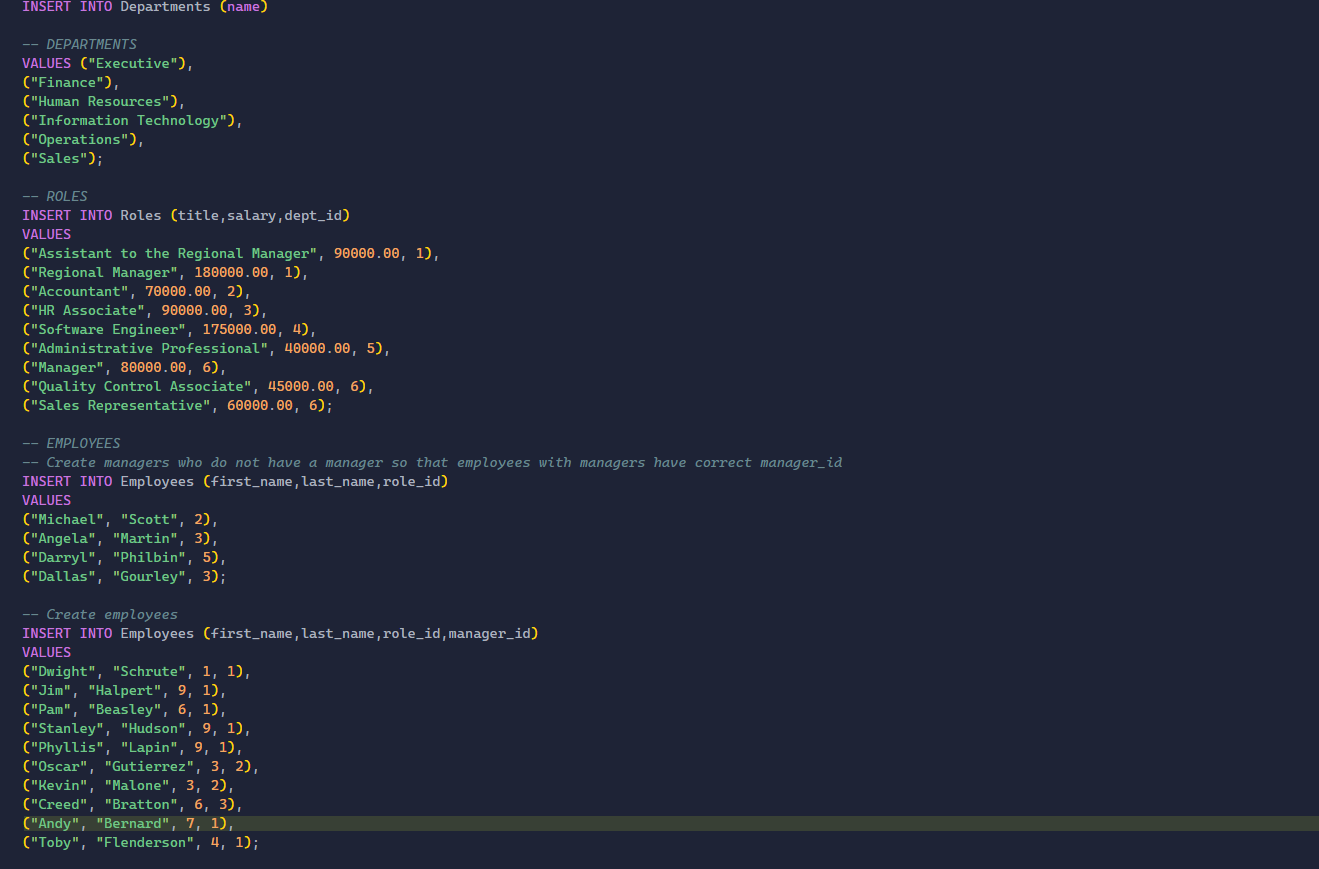 INSERT INTO Departments (name)
-- DEPARTMENTS
VALUES ("Executive"),
("Finance"),
("Human Resources"),
("Information Technology"),
("Operations"),
("Sales");
-- ROLES
INSERT INTO Roles (title,salary,dept_id)
VALUES
("Assistant to the Regional Manager", 90000.00, 1),
("Regional Manager", 180000.00, 1),
("Accountant", 70000.00, 2),
("HR Associate", 90000.00, 3),
("Software Engineer", 175000.00, 4),
("Administrative Professional", 40000.00, 5),
("Manager", 80000.00, 6),
("Quality Control Associate", 45000.00, 6),
("Sales Representative", 60000.00, 6);
-- EMPLOYEES
-- Create managers who do not have a manager so that employees with managers have correct manager_id
INSERT INTO Employees (first_name,last_name,role_id)
VALUES
("Michael", "Scott", 2),
("Angela", "Martin", 3),
("Darryl", "Philbin", 5),
("Dallas", "Gourley", 3);
-- Create employees
INSERT INTO Employees (first_name,last_name,role_id,manager_id)
VALUES
("Dwight", "Schrute", 1, 1),
("Jim", "Halpert", 9, 1),
("Pam", "Beasley", 6, 1),
("Stanley", "Hudson", 9, 1),
("Phyllis", "Lapin", 9, 1),
("Oscar", "Gutierrez", 3, 2),
("Kevin", "Malone", 3, 2),
("Creed", "Bratton", 6, 3),
("Andy", "Bernard", 7, 1),
("Toby", "Flenderson", 4, 1);